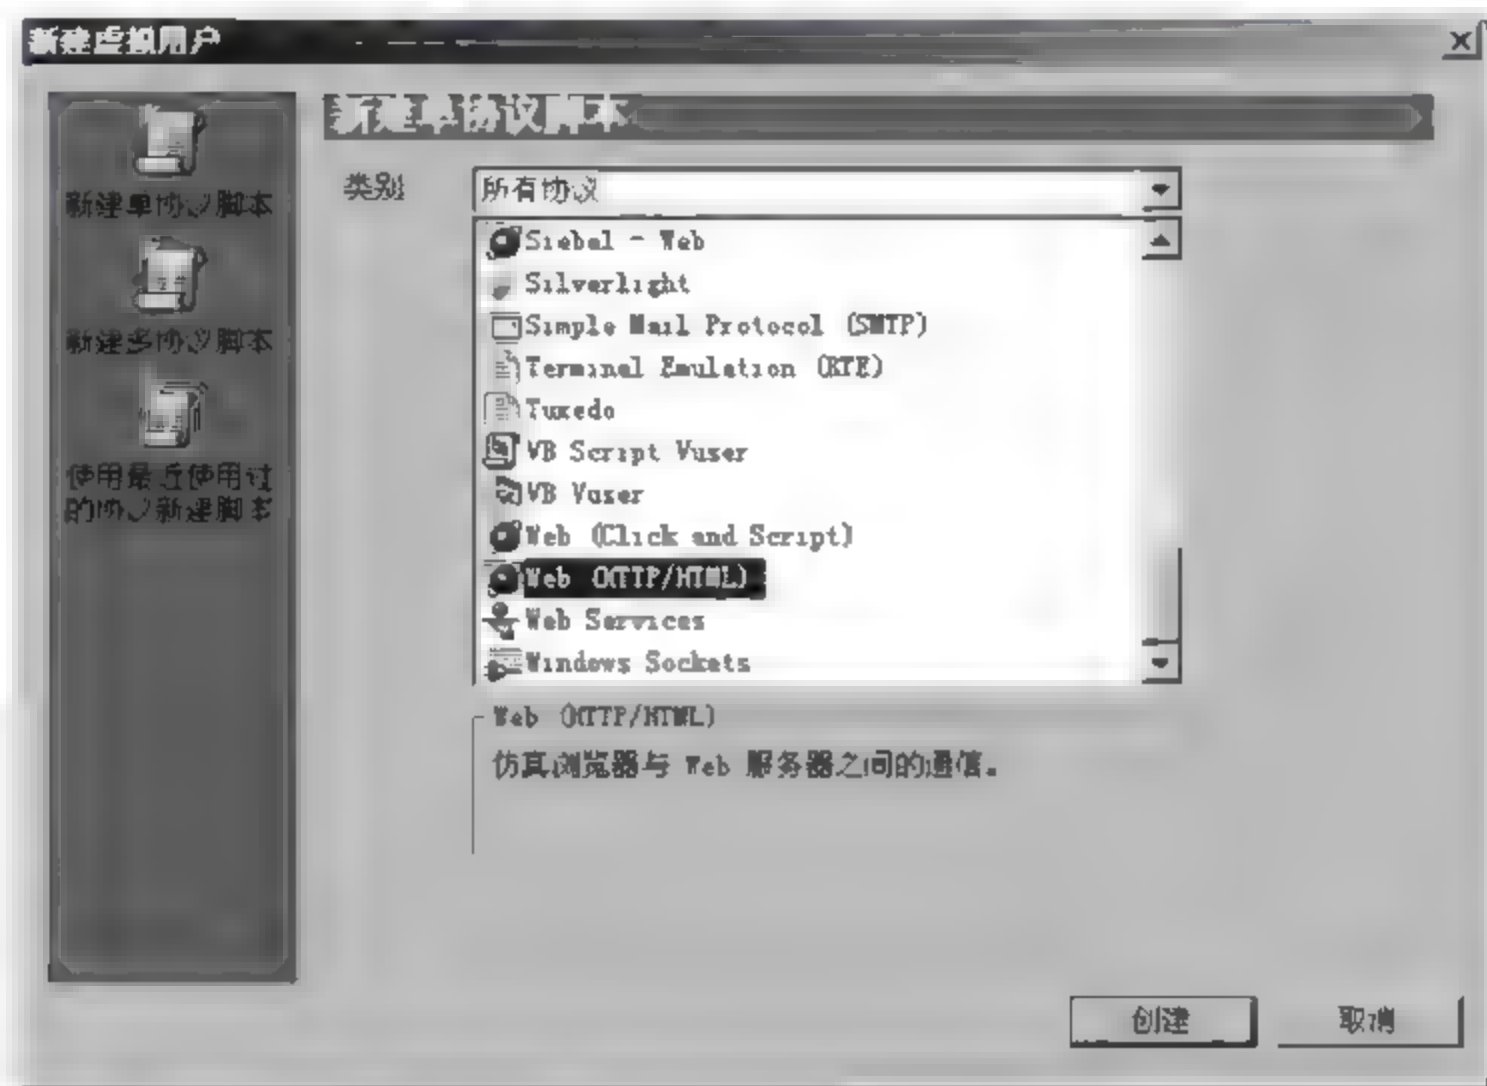 新建虚拟用户
新建单协议脚本
新建多协议脚本
使用最近使用过
的协议新建脚本
新建单协议脚本
类别
所有协议
Siebel - Web
Silverlight
Simple Mail Protocol (SMTP)
Terminal Emulation (RTE)
Tuxedo
VB Script Vuser
VB Vuser
Web (Click and Script)
Web (HTTP/HTML)
Web Services
Windows Sockets
Web (HTTP/HTML)
仿真浏览器与 Web 服务器之间的通信。
创建
取消